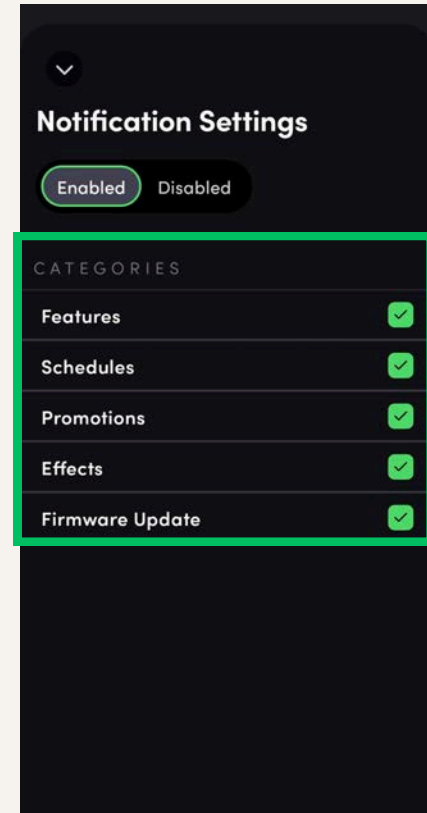 Notification Settings
Enabled Disabled
CATEGORIES
Features
Schedules
Promotions
Effects
Firmware Update